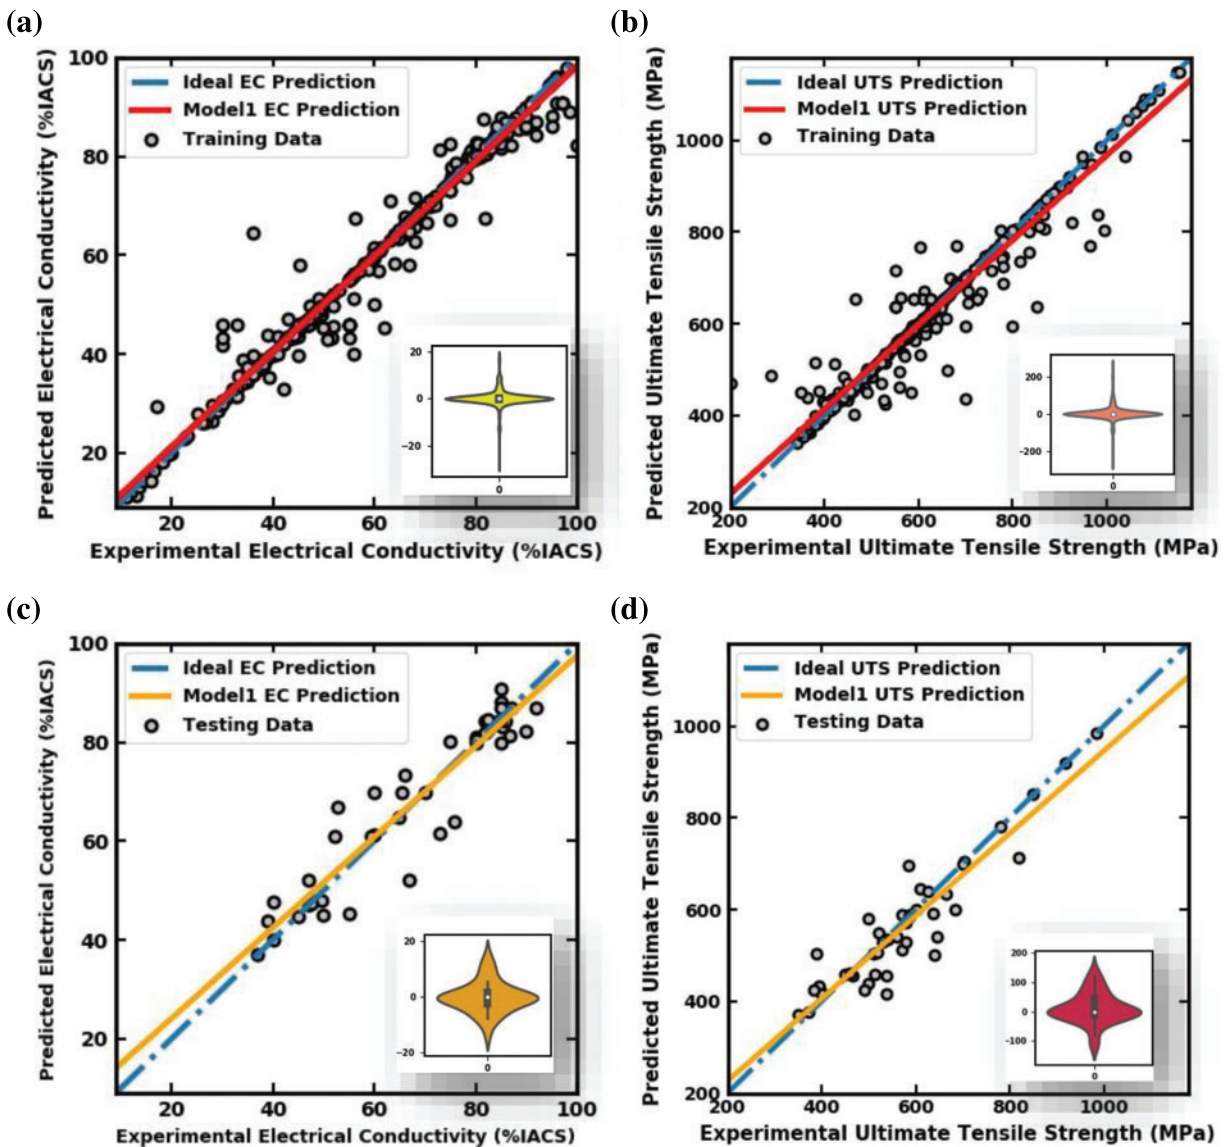 (a)
Predicted Electrical Conductivity (%IACS)
100
80
60
40
20
Ideal EC Prediction
Model1 EC Prediction
Training Data
20
0
−20
0
20
40
60
80
100
Experimental Electrical Conductivity (%IACS)
(b)
Predicted Ultimate Tensile Strength (MPa)
1000
800
600
400
200
Ideal UTS Prediction
Model1 UTS Prediction
Training Data
200
0
−200
0
200
400
600
800
1000
Experimental Ultimate Tensile Strength (MPa)
(c)
Predicted Electrical Conductivity (%IACS)
100
80
60
40
20
Ideal EC Prediction
Model1 EC Prediction
Testing Data
20
0
−20
0
20
40
60
80
100
Experimental Electrical Conductivity (%IACS)
(d)
Predicted Ultimate Tensile Strength (MPa)
1000
800
600
400
200
Ideal UTS Prediction
Model1 UTS Prediction
Testing Data
200
100
0
−100
0
200
400
600
800
1000
Experimental Ultimate Tensile Strength (MPa)